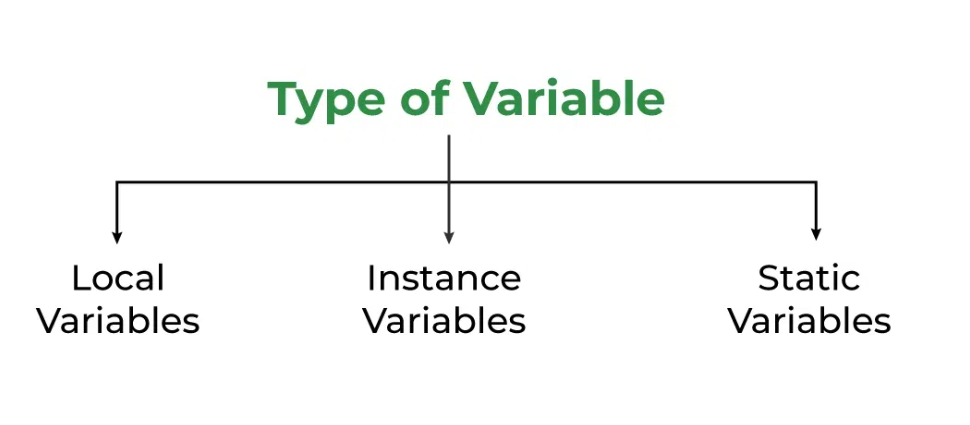 Type of Variable
Local
Variables
Instance
Variables
Static
Variables